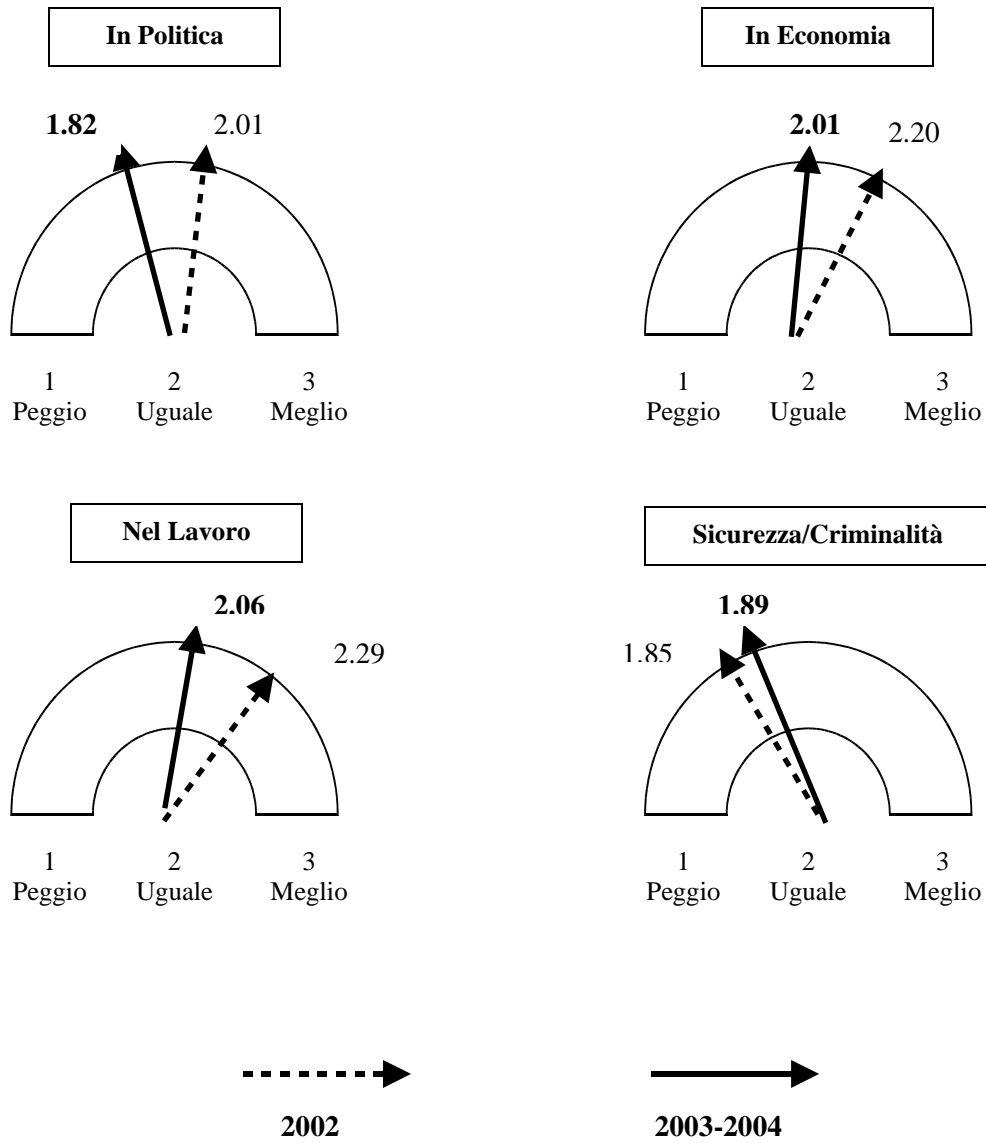 In Politica
In Economia
1.82
2.01
2.01
2.20
1
2
3
Peggio
Uguale
Meglio
1
2
3
Peggio
Uguale
Meglio
Nel Lavoro
Sicurezza/Criminalità
2.06
2.29
1.85
1.89
1
2
3
Peggio
Uguale
Meglio
1
2
3
Peggio
Uguale
Meglio
2002
2003-2004